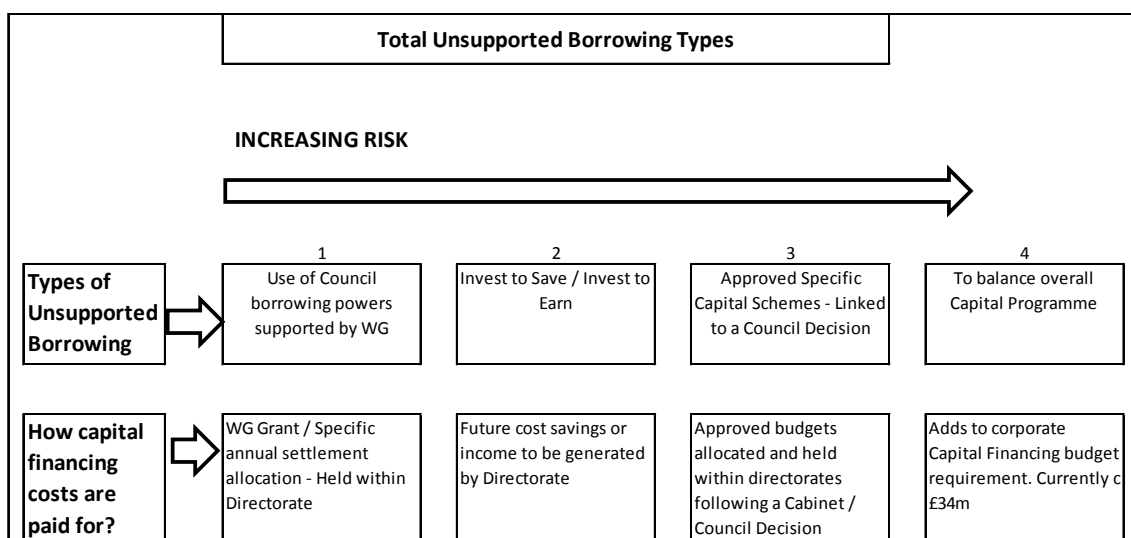 Total Unsupported Borrowing Types
INCREASING RISK
1
2
3
4
Types of
Unsupported
Borrowing
Use of Council
borrowing powers
supported by WG
Invest to Save / Invest to
Earn
Approved Specific
Capital Schemes - Linked
to a Council Decision
To balance overall
Capital Programme
How capital
financing
costs are
paid for?
WG Grant / Specific
annual settlement
allocation - Held within
Directorate
Future cost savings or
income to be generated
by Directorate
Approved budgets
allocated and held
within directorates
following a Cabinet /
Council Decision
Adds to corporate
Capital Financing budget
requirement. Currently c
£34m